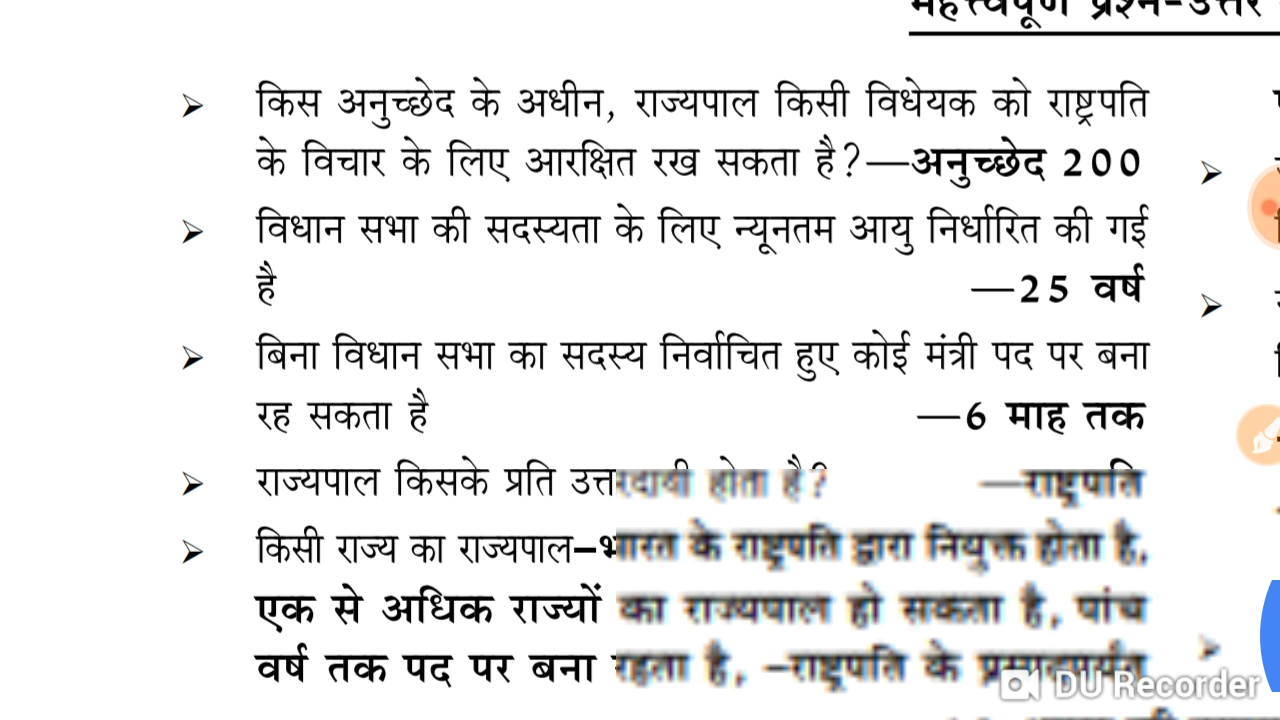 महत्त्वपूर्ण प्रश्न-उत्तर
➢ किस अनुच्छेद के अधीन, राज्यपाल किसी विधेयक को राष्ट्रपति
के विचार के लिए आरक्षित रख सकता है?—अनुच्छेद 200
➢ विधान सभा की सदस्यता के लिए न्यूनतम आयु निर्धारित की गई
है —25 वर्ष
➢ बिना विधान सभा का सदस्य निर्वाचित हुए कोई मंत्री पद पर बना
रह सकता है —6 माह तक
➢ राज्यपाल किसके प्रति उत्तरदायी होता है? —राष्ट्रपति
➢ किसी राज्य का राज्यपाल–भारत के राष्ट्रपति द्वारा नियुक्त होता है,
एक से अधिक राज्यों का राज्यपाल हो सकता है, पांच
वर्ष तक पद पर बना रहता है, –राष्ट्रपति के प्रसादपर्यंत
DU Recorder